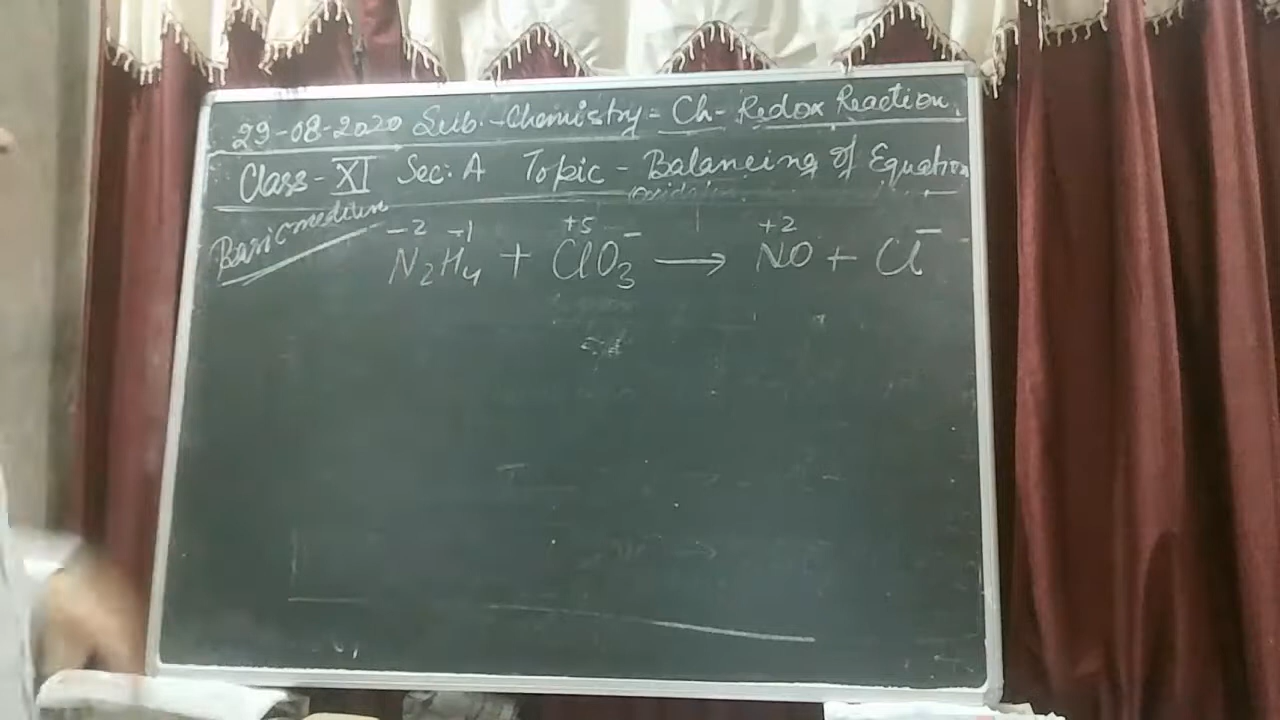 29-08-2020 Sub. - Chemistry - Ch - Redox Reaction.
Class - XI Sec: A Topic - Balancing of Equation
Basic medium
-2 -1 +5 +2
N₂H₄ + ClO₃⁻ → NO + Cl⁻